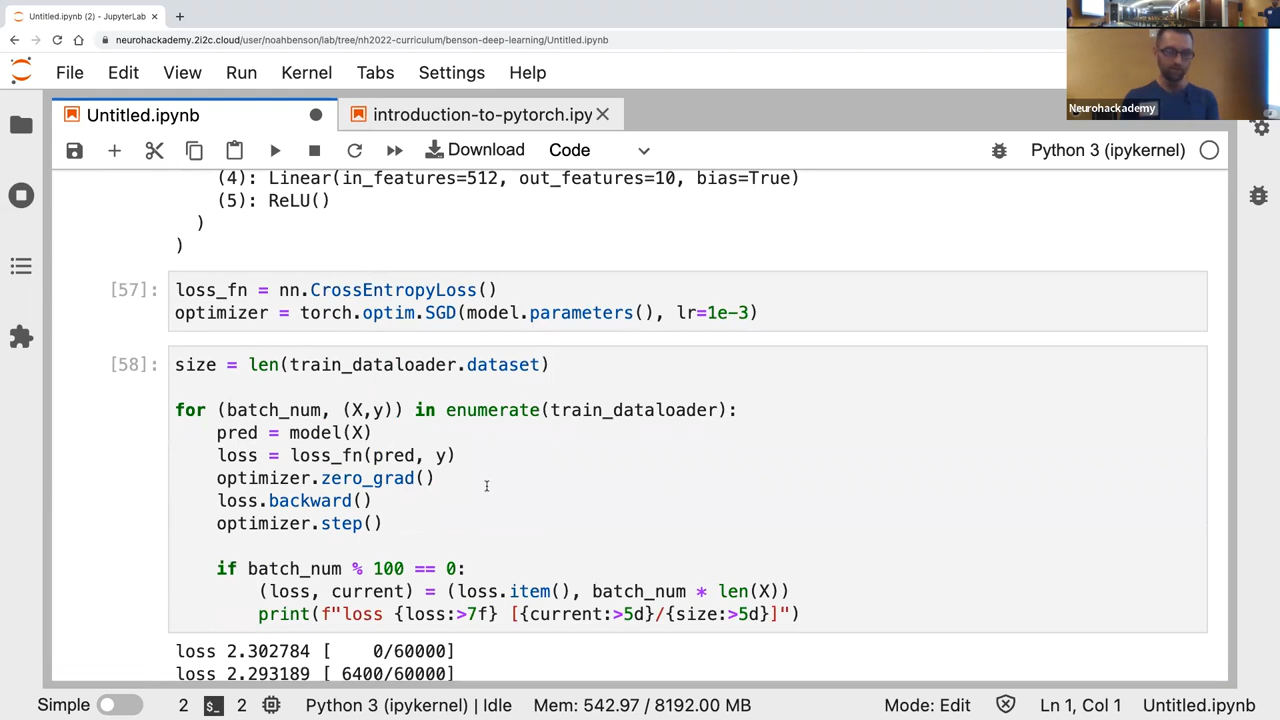 Untitled.ipynb (2) - JupyterLab
neurohackademy.2i2c.cloud/user/noahbenson/lab/tree/nh2022-curriculum/benson-deep-learning/Untitled.ipynb
File Edit View Run Kernel Tabs Settings Help
Neurohackademy
Untitled.ipynb
introduction-to-pytorch.ipy
Download Code Python 3 (ipykernel)
(4): Linear(in_features=512, out_features=10, bias=True)
(5): ReLU()
)
)
[57]: loss_fn = nn.CrossEntropyLoss()
optimizer = torch.optim.SGD(model.parameters(), lr=1e-3)
[58]: size = len(train_dataloader.dataset)
for (batch_num, (X,y)) in enumerate(train_dataloader):
pred = model(X)
loss = loss_fn(pred, y)
optimizer.zero_grad()
loss.backward()
optimizer.step()
if batch_num % 100 == 0:
(loss, current) = (loss.item(), batch_num * len(X))
print(f"loss {loss:>7f} [{current:>5d}/{size:>5d}]")
loss 2.302784 [    0/60000]
loss 2.293189 [ 6400/60000]
Simple 2 $_ 2 Python 3 (ipykernel) | Idle Mem: 542.97 / 8192.00 MB Mode: Edit Ln 1, Col 1 Untitled.ipynb